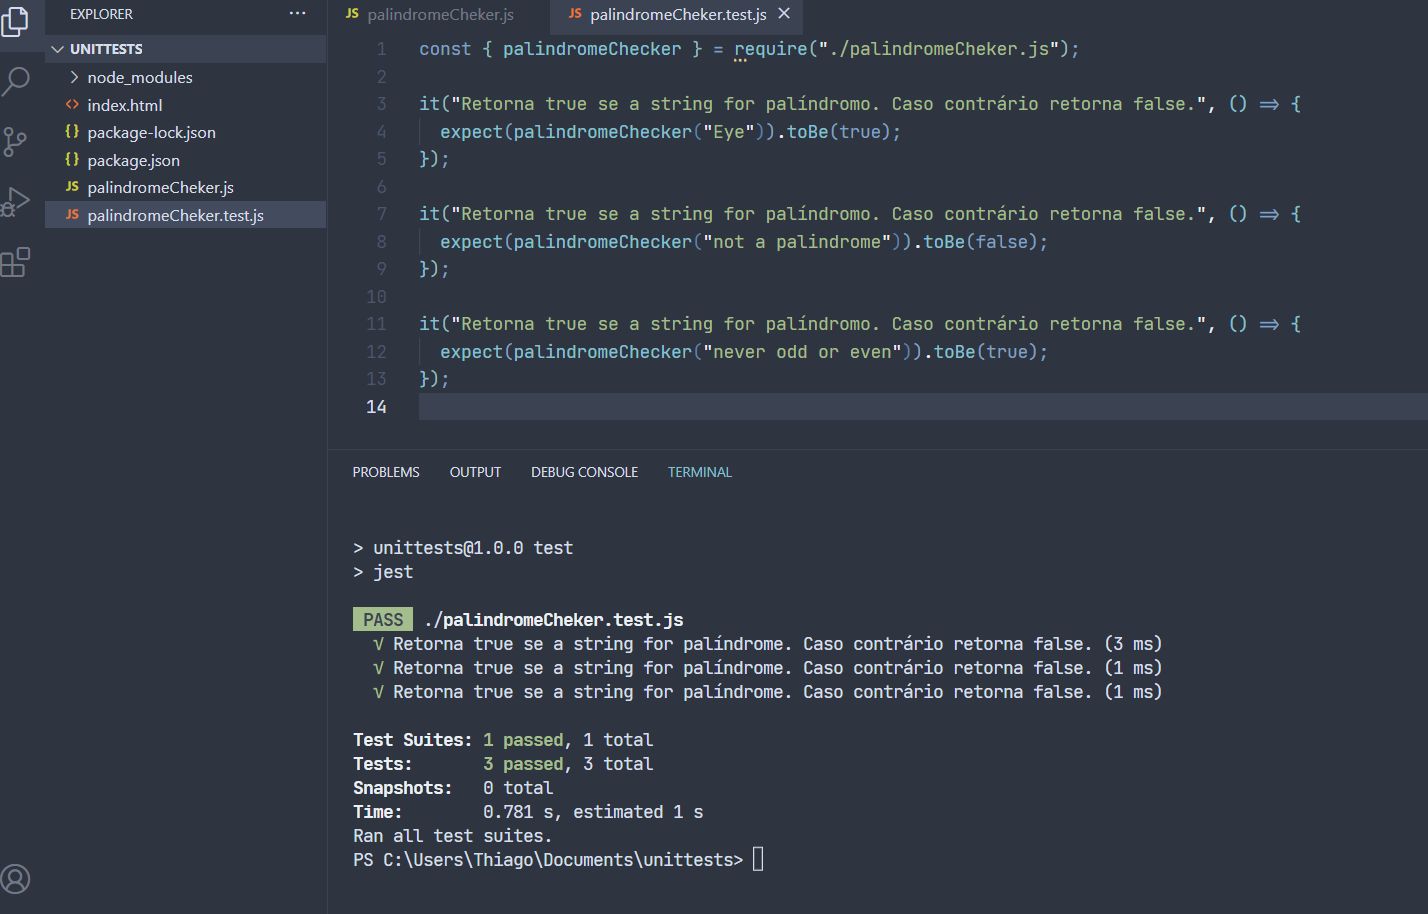 EXPLORER
UNITTESTS
node_modules
index.html
package-lock.json
package.json
palindromeCheker.js
palindromeCheker.test.js
palindromeCheker.js
palindromeCheker.test.js
1 const { palindromeChecker } = require("./palindromeCheker.js");
2
3 it("Retorna true se a string for palíndromo. Caso contrário retorna false.", () => {
4 expect(palindromeChecker("Eye")).toBe(true);
5 });
6
7 it("Retorna true se a string for palíndromo. Caso contrário retorna false.", () => {
8 expect(palindromeChecker("not a palindrome")).toBe(false);
9 });
10
11 it("Retorna true se a string for palíndromo. Caso contrário retorna false.", () => {
12 expect(palindromeChecker("never odd or even")).toBe(true);
13 });
14
PROBLEMS OUTPUT DEBUG CONSOLE TERMINAL
> unittests@1.0.0 test
> jest
PASS ./palindromeCheker.test.js
√ Retorna true se a string for palíndrome. Caso contrário retorna false. (3 ms)
√ Retorna true se a string for palíndrome. Caso contrário retorna false. (1 ms)
√ Retorna true se a string for palíndrome. Caso contrário retorna false. (1 ms)
Test Suites: 1 passed, 1 total
Tests: 3 passed, 3 total
Snapshots: 0 total
Time: 0.781 s, estimated 1 s
Ran all test suites.
PS C:\Users\Thiago\Documents\unittests>